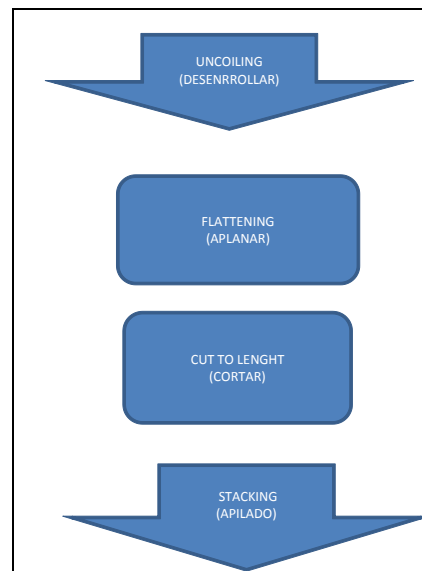 UNCOILING
(DESENRROLLAR)
FLATTENING
(APLANAR)
CUT TO LENGHT
(CORTAR)
STACKING
(APILADO)